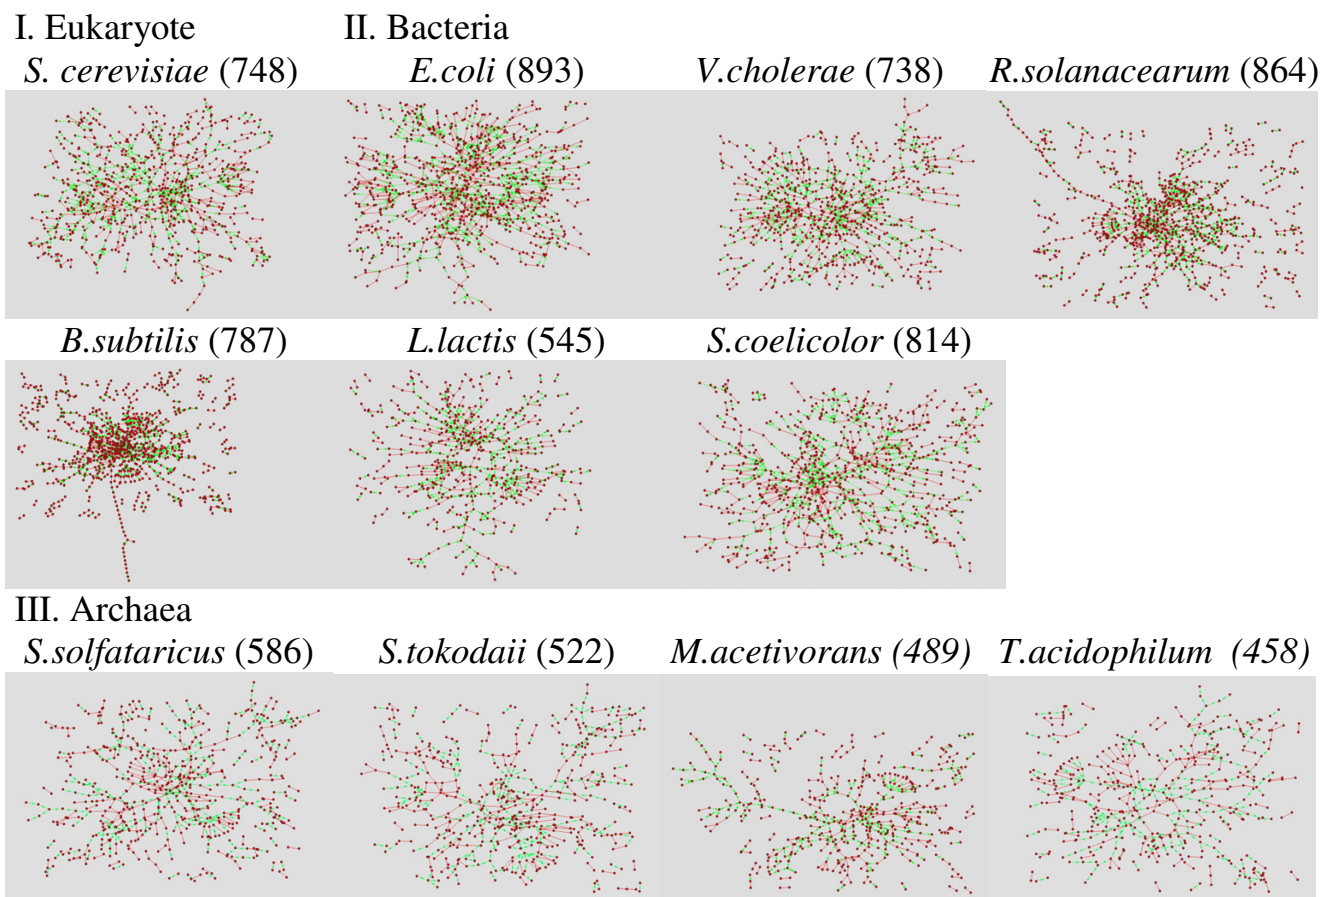 I. Eukaryote II. Bacteria
S. cerevisiae (748) E.coli (893) V.cholerae (738) R.solanacearum (864)
B.subtilis (787) L.lactis (545) S.coelicolor (814)
III. Archaea
S.solfataricus (586) S.tokodaii (522) M.acetivorans (489) T.acidophilum (458)